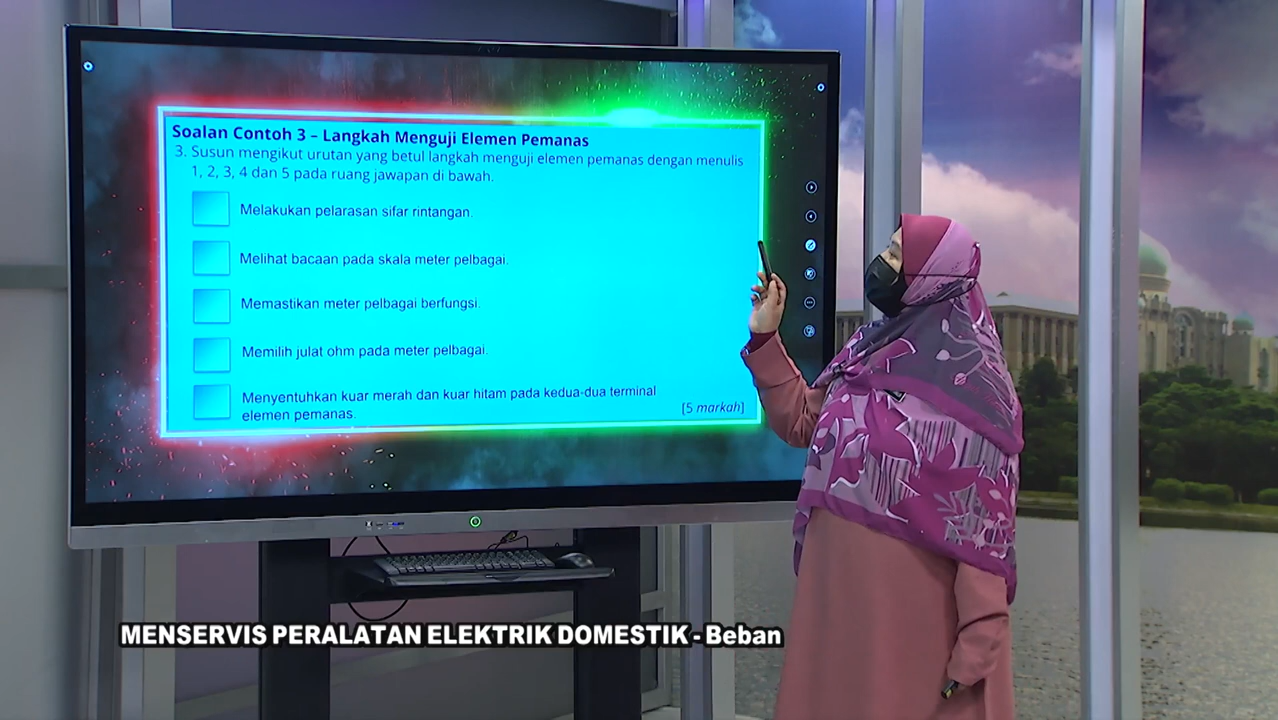 Soalan Contoh 3 – Langkah Menguji Elemen Pemanas
3. Susun mengikut urutan yang betul langkah menguji elemen pemanas dengan menulis
1, 2, 3, 4 dan 5 pada ruang jawapan di bawah.
Melakukan pelarasan sifar rintangan.
Melihat bacaan pada skala meter pelbagai.
Memastikan meter pelbagai berfungsi.
Memilih julat ohm pada meter pelbagai.
Menyentuhkan kuar merah dan kuar hitam pada kedua-dua terminal
elemen pemanas.
[5 markah]
MENSERVIS PERALATAN ELEKTRIK DOMESTIK - Beban